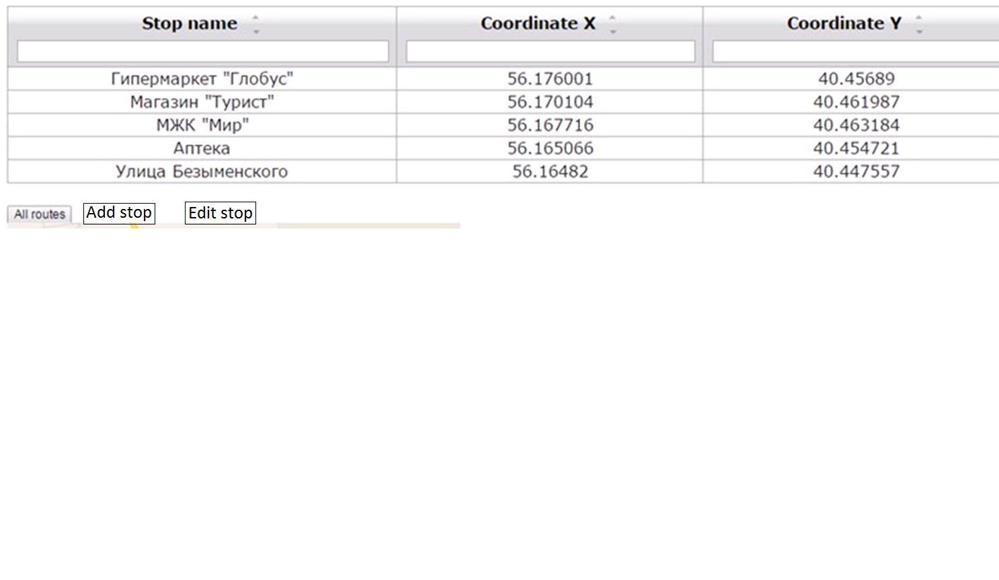 Stop name Coordinate X Coordinate Y
Гипермаркет "Глобус" 56.176001 40.45689
Магазин "Турист" 56.170104 40.461987
МЖК "Мир" 56.167716 40.463184
Аптека 56.165066 40.454721
Улица Безыменского 56.16482 40.447557
All routes Add stop Edit stop